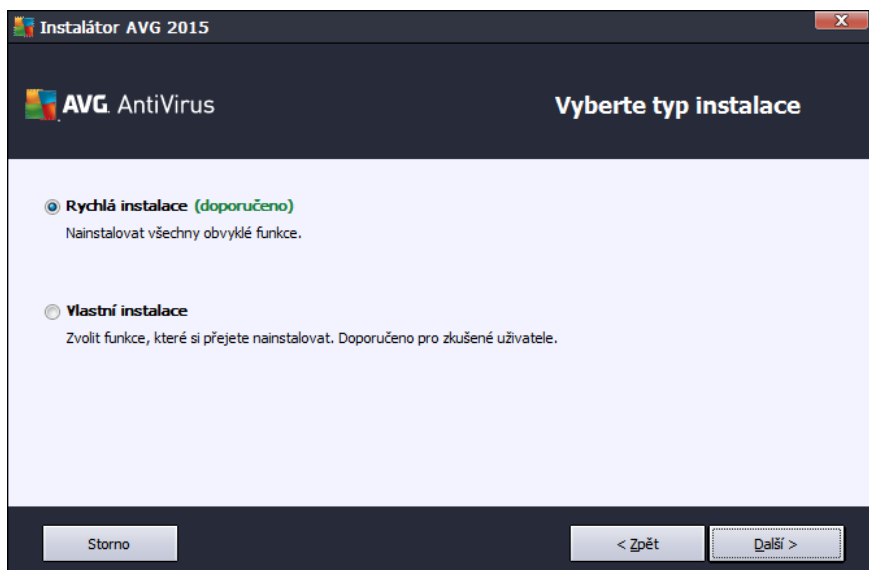 Instalátor AVG 2015
X
AVG. AntiVirus
Vyberte typ instalace
Rychlá instalace (doporučeno)
Nainstalovat všechny obvyklé funkce.
Vlastní instalace
Zvolit funkce, které si přejete nainstalovat. Doporučeno pro zkušené uživatele.
Storno
< Zpět
Další >